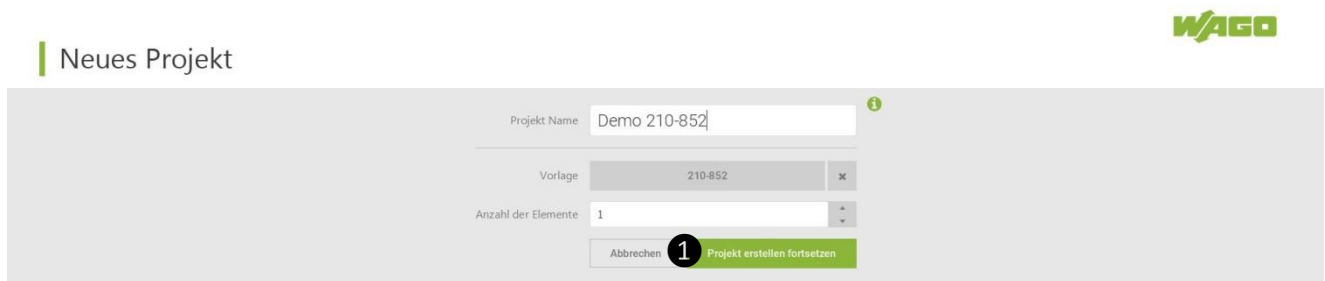 WAGO
Neues Projekt
Projekt Name Demo 210-852
Vorlage 210-852
Anzahl der Elemente 1
Abbrechen 1 Projekt erstellen fortsetzen